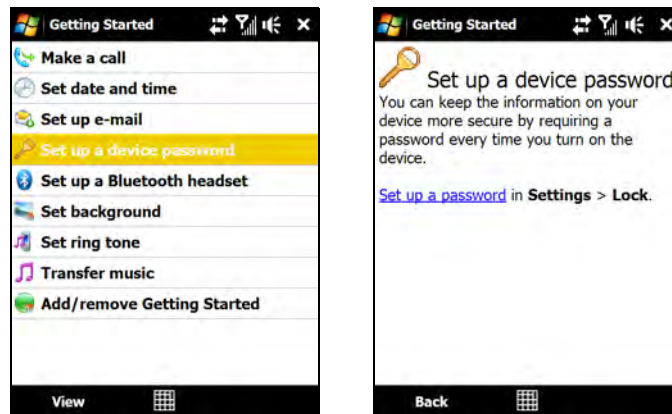 Getting Started
Make a call
Set date and time
Set up e-mail
Set up a device password
Set up a Bluetooth headset
Set background
Set ring tone
Transfer music
Add/remove Getting Started
View
Getting Started
Set up a device password
You can keep the information on your
device more secure by requiring a
password every time you turn on the
device.
Set up a password in Settings > Lock.
Back